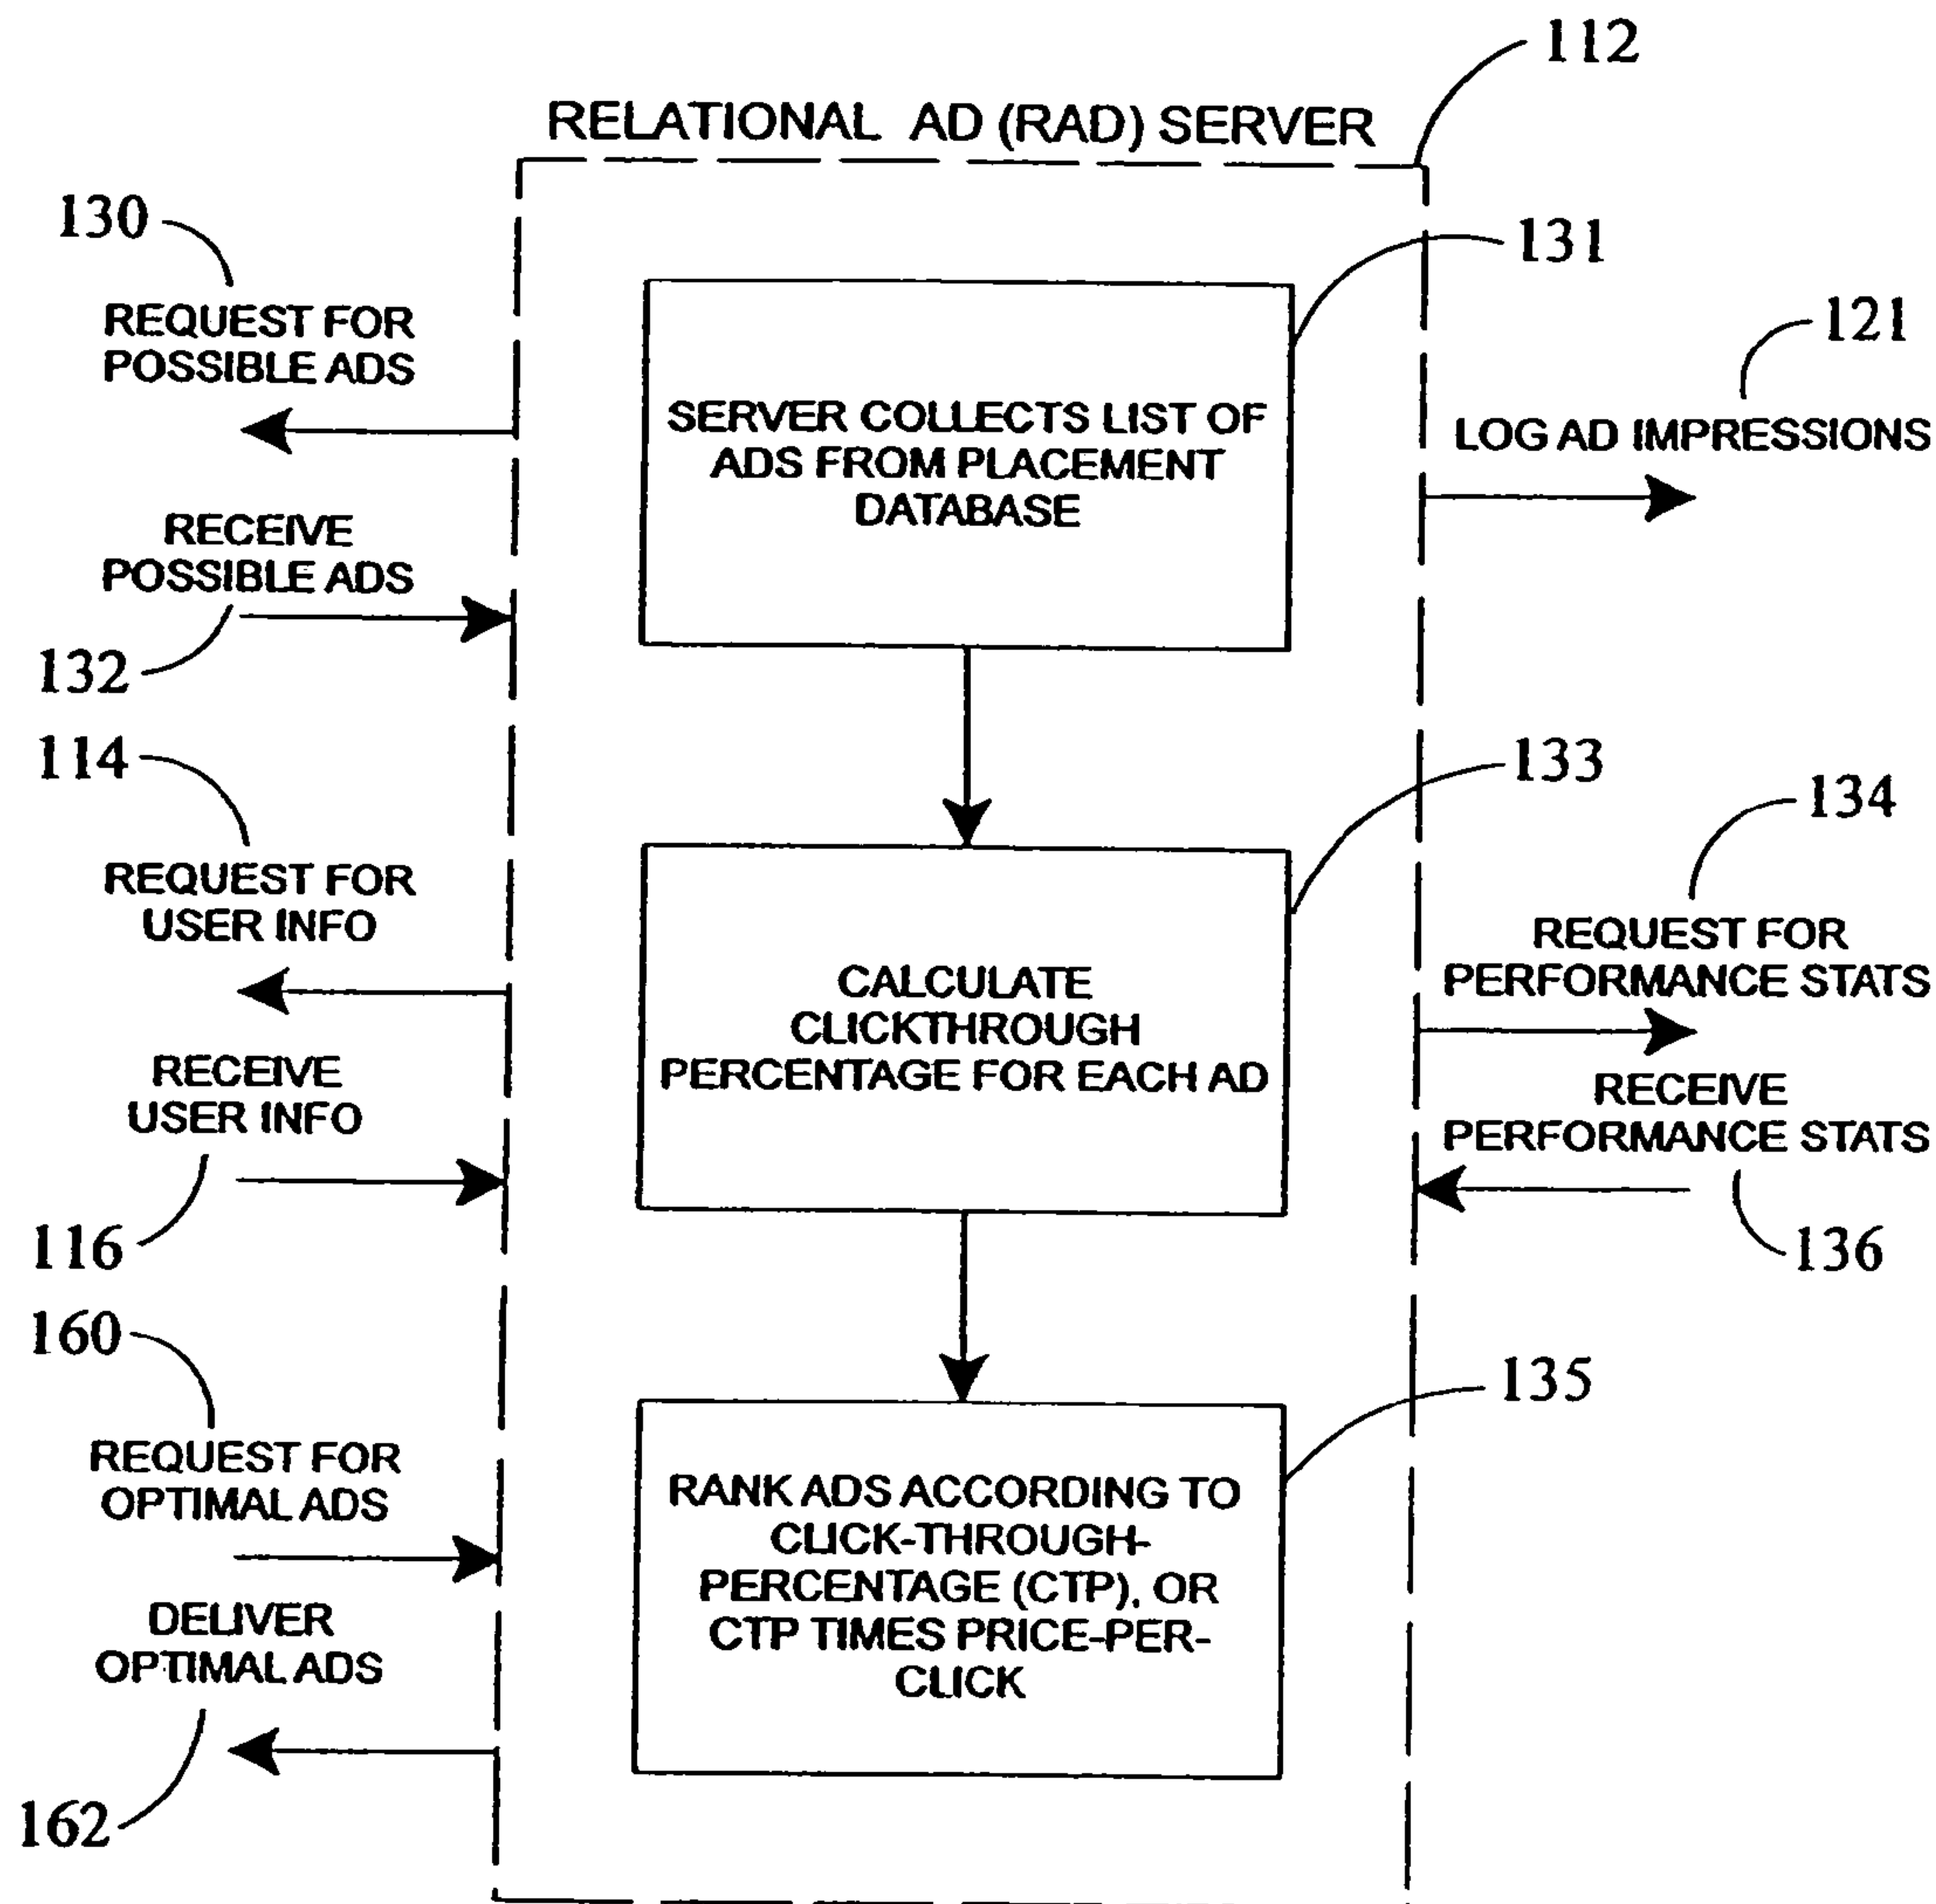 112
RELATIONAL AD (RAD) SERVER
130
131
REQUEST FOR
POSSIBLE ADS
121
SERVER COLLECTS LIST OF
ADS FROM PLACEMENT
DATABASE
LOG AD IMPRESSIONS
RECEIVE
POSSIBLE ADS
132
114
133
134
REQUEST FOR
USER INFO
REQUEST FOR
PERFORMANCE STATS
CALCULATE
CLICKTHROUGH
PERCENTAGE FOR EACH AD
RECEIVE
USER INFO
RECEIVE
PERFORMANCE STATS
116
136
160
135
REQUEST FOR
OPTIMAL ADS
RANK ADS ACCORDING TO
CLICK-THROUGH-
PERCENTAGE (CTP), OR
CTP TIMES PRICE-PER-
CLICK
DELIVER
OPTIMAL ADS
162